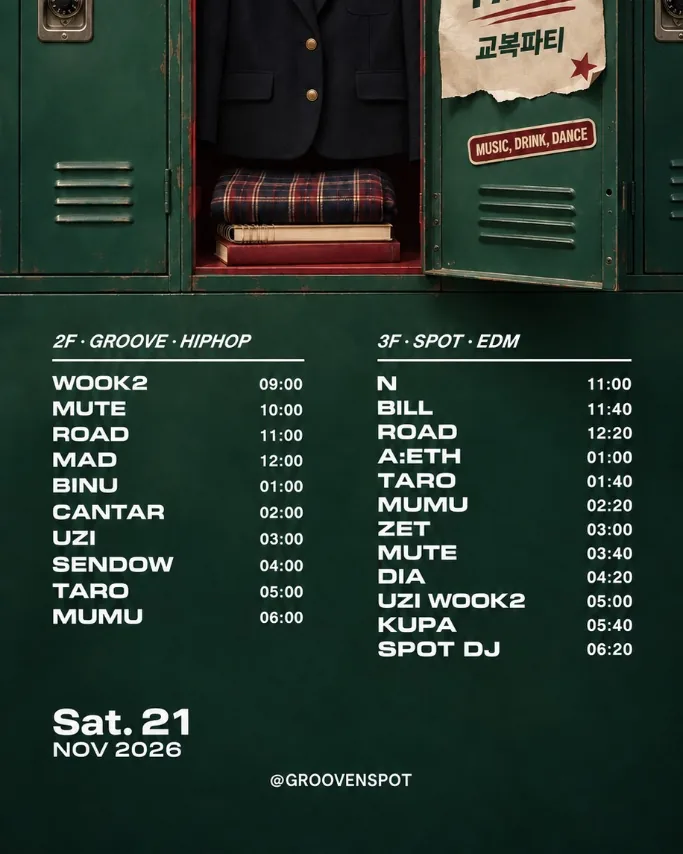 교복파티
MUSIC, DRINK, DANCE
2F · GROOVE · HIPHOP
WOOK2 09:00
MUTE 10:00
ROAD 11:00
MAD 12:00
BINU 01:00
CANTAR 02:00
UZI 03:00
SENDOW 04:00
TARO 05:00
MUMU 06:00
3F · SPOT · EDM
N 11:00
BILL 11:40
ROAD 12:20
A:ETH 01:00
TARO 01:40
MUMU 02:20
ZET 03:00
MUTE 03:40
DIA 04:20
UZI WOOK2 05:00
KUPA 05:40
SPOT DJ 06:20
Sat. 21
NOV 2026
@GROOVENSPOT